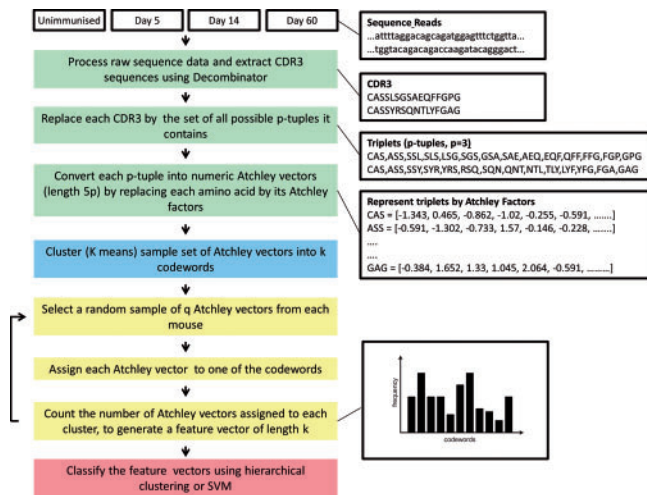 Unimmunised
Day 5
Day 14
Day 60
Sequence_Reads
...attttaggacagcagatggagtttctggtta...
...tggtacagacagaccaagatacagggact...
Process raw sequence data and extract CDR3
sequences using Decombinator
CDR3
CASSLSGSAEQFFGPG
CASSYRSQNTLYFGAG
Replace each CDR3 by the set of all possible p-tuples it
contains
Triplets (p-tuples, p=3)
CAS,ASS,SSL,SLS,LSG,SGS,GSA,SAE,AEQ,EQF,QFF,FFG,FGP,GPG
CAS,ASS,SSY,SYR,YRS,RSQ,SQN,QNT,NTL,TLY,LYF,YFG,FGA,GAG
Convert each p-tuple into numeric Atchley vectors
(length 5p) by replacing each amino acid by its Atchley
factors
Represent triplets by Atchley Factors
CAS = [-1.343, 0.465, -0.862, -1.02, -0.255, -0.591, .......]
ASS = [-0.591, -1.302, -0.733, 1.57, -0.146, -0.228, .......]
....
....
GAG = [-0.384, 1.652, 1.33, 1.045, 2.064, -0.591, .........]
Cluster (K means) sample set of Atchley vectors into k
codewords
Select a random sample of q Atchley vectors from each
mouse
Assign each Atchley vector to one of the codewords
Count the number of Atchley vectors assigned to each
cluster, to generate a feature vector of length k
frequency
codewords
Classify the feature vectors using hierarchical
clustering or SVM